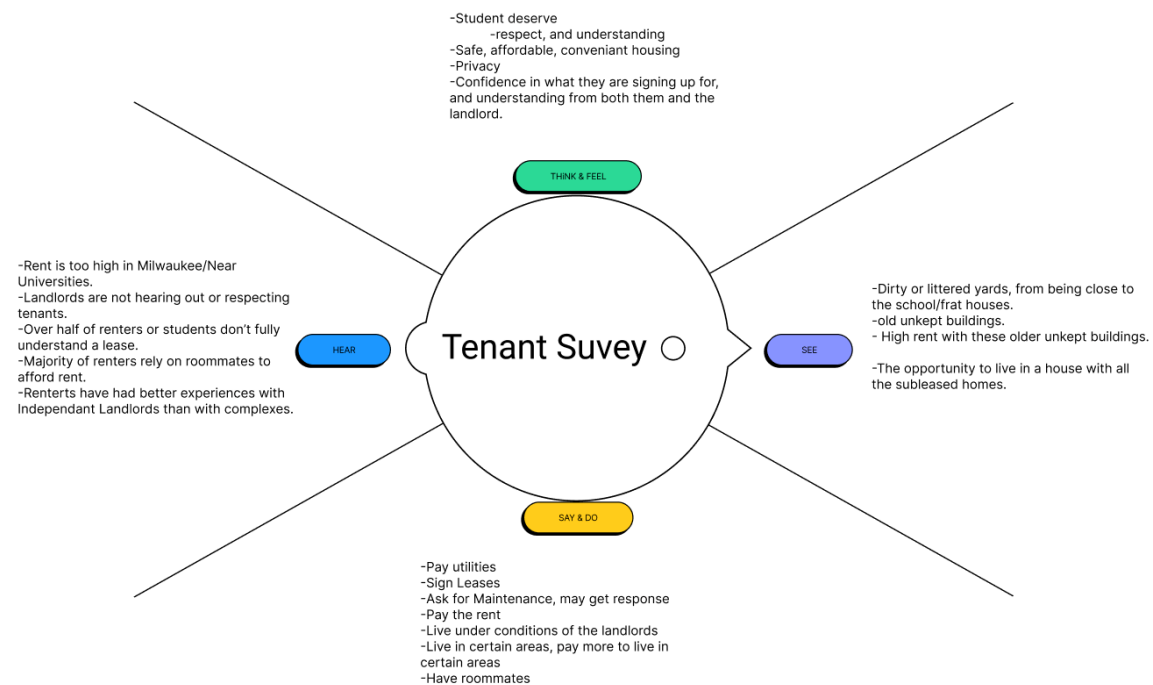 -Student deserve
-respect, and understanding
-Safe, affordable, conveniant housing
-Privacy
-Confidence in what they are signing up for,
and understanding from both them and the
landlord.
THINK & FEEL
-Rent is too high in Milwaukee/Near
Universities.
-Landlords are not hearing out or respecting
tenants.
-Over half of renters or students don't fully
understand a lease.
-Majority of renters rely on roommates to
afford rent.
-Renterts have had better experiences with
Independant Landlords than with complexes.
HEAR
Tenant Suvey
SEE
-Dirty or littered yards, from being close to
the school/frat houses.
-old unkept buildings.
- High rent with these older unkept buildings.
-The opportunity to live in a house with all
the subleased homes.
SAY & DO
-Pay utilities
-Sign Leases
-Ask for Maintenance, may get response
-Pay the rent
-Live under conditions of the landlords
-Live in certain areas, pay more to live in
certain areas
-Have roommates